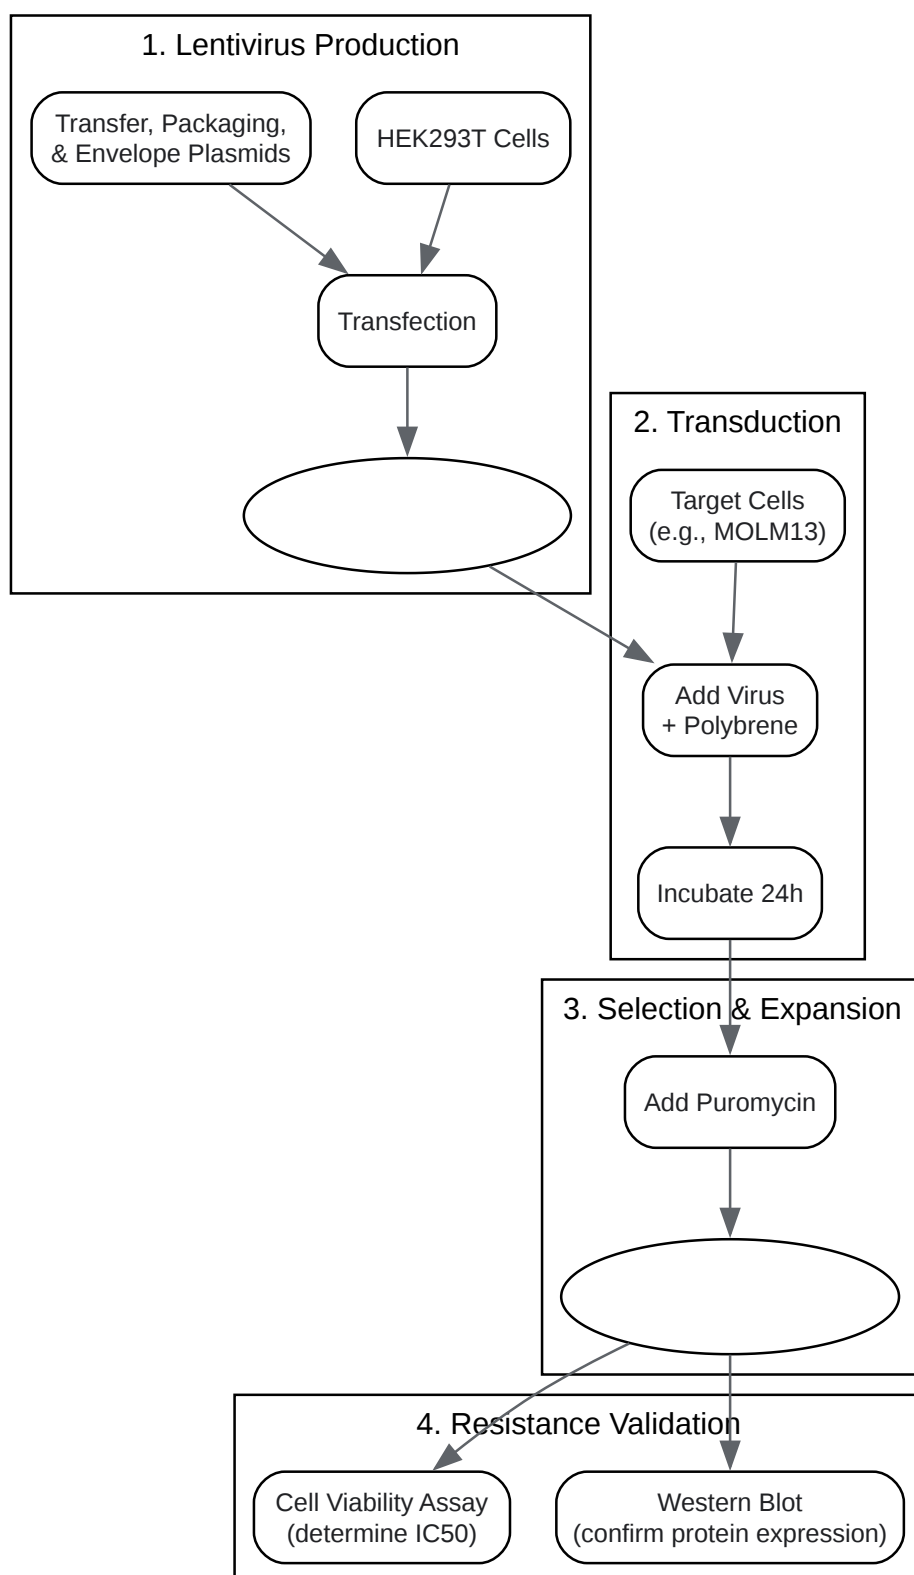 1. Lentivirus Production
Transfer, Packaging,
& Envelope Plasmids
HEK293T Cells
Transfection
2. Transduction
Target Cells
(e.g., MOLM13)
Add Virus
+ Polybrene
Incubate 24h
3. Selection & Expansion
Add Puromycin
4. Resistance Validation
Cell Viability Assay
(determine IC50)
Western Blot
(confirm protein expression)